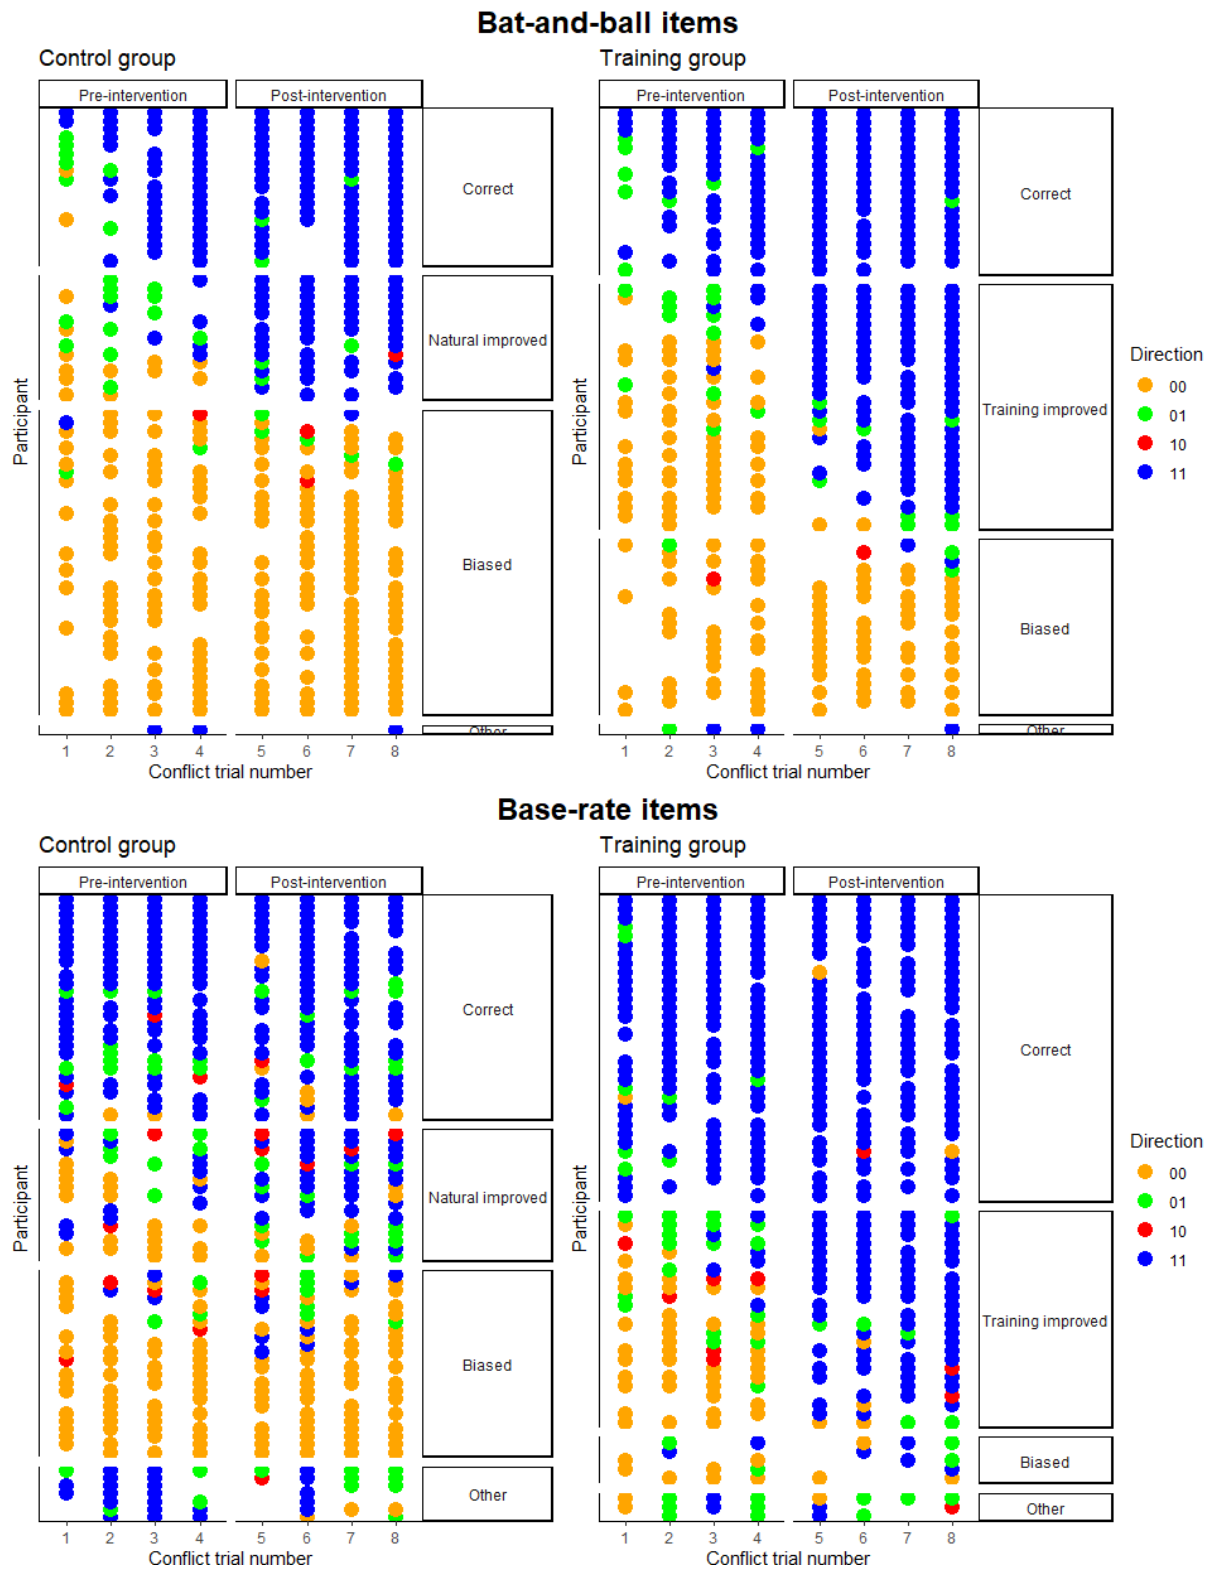 Bat-and-ball items
Control group
Training group
Pre-intervention
Post-intervention
Pre-intervention
Post-intervention
Correct
Natural improved
Biased
Other
Correct
Training improved
Biased
Other
Participant
Participant
Direction
00
01
10
11
1 2 3 4 5 6 7 8
1 2 3 4 5 6 7 8
Conflict trial number
Conflict trial number
Base-rate items
Control group
Training group
Pre-intervention
Post-intervention
Pre-intervention
Post-intervention
Correct
Natural improved
Biased
Other
Correct
Training improved
Biased
Other
Participant
Participant
Direction
00
01
10
11
1 2 3 4 5 6 7 8
1 2 3 4 5 6 7 8
Conflict trial number
Conflict trial number